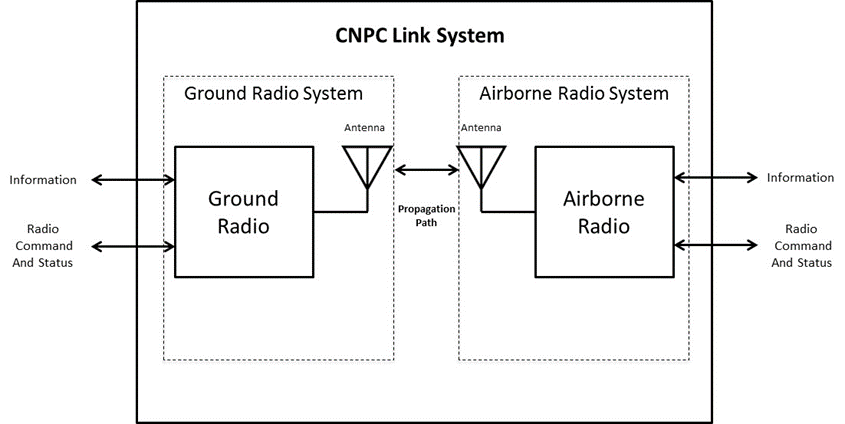 CNPC Link System
Ground Radio System
Airborne Radio System
Antenna
Antenna
Information
Ground
Radio
Propagation
Path
Airborne
Radio
Information
Radio
Command
And Status
Radio
Command
And Status